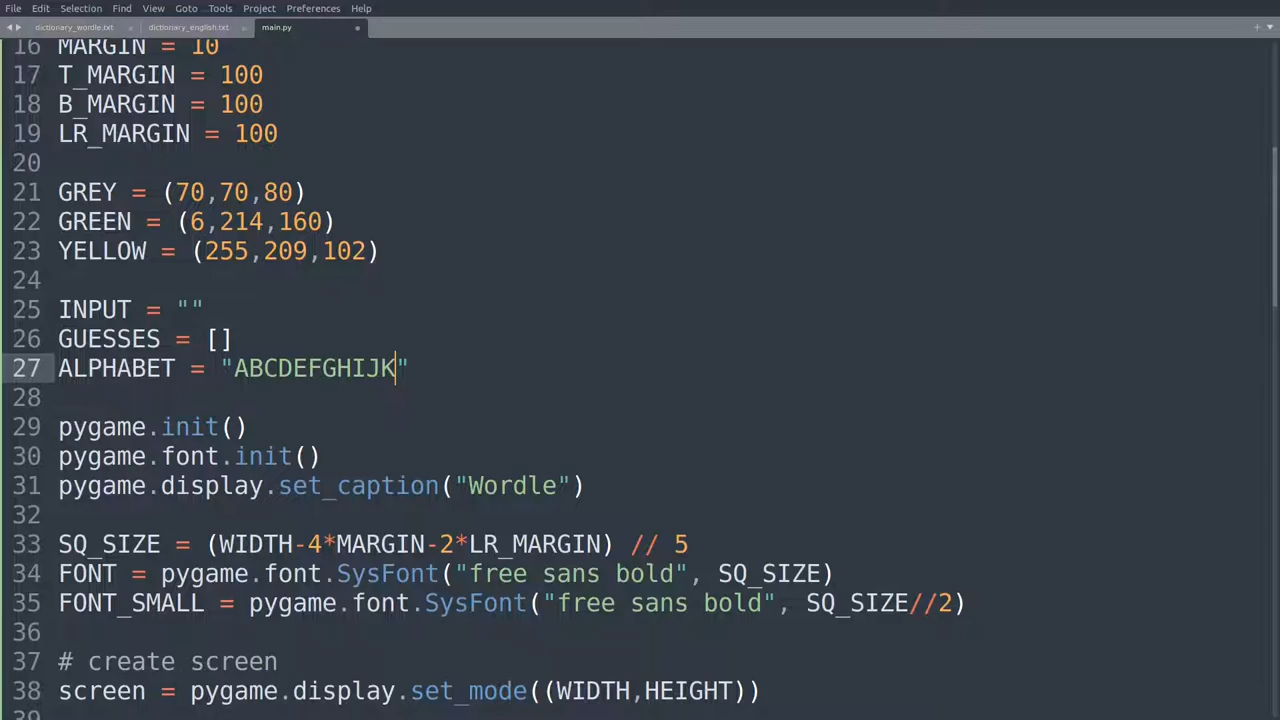 File Edit Selection Find View Goto Tools Project Preferences Help
dictionary_wordle.txt dictionary_english.txt main.py
16 MARGIN = 10
17 T_MARGIN = 100
18 B_MARGIN = 100
19 LR_MARGIN = 100
20
21 GREY = (70,70,80)
22 GREEN = (6,214,160)
23 YELLOW = (255,209,102)
24
25 INPUT = ""
26 GUESSES = []
27 ALPHABET = "ABCDEFGHIJK"
28
29 pygame.init()
30 pygame.font.init()
31 pygame.display.set_caption("Wordle")
32
33 SQ_SIZE = (WIDTH-4*MARGIN-2*LR_MARGIN) // 5
34 FONT = pygame.font.SysFont("free sans bold", SQ_SIZE)
35 FONT_SMALL = pygame.font.SysFont("free sans bold", SQ_SIZE//2)
36
37 # create screen
38 screen = pygame.display.set_mode((WIDTH,HEIGHT))
39